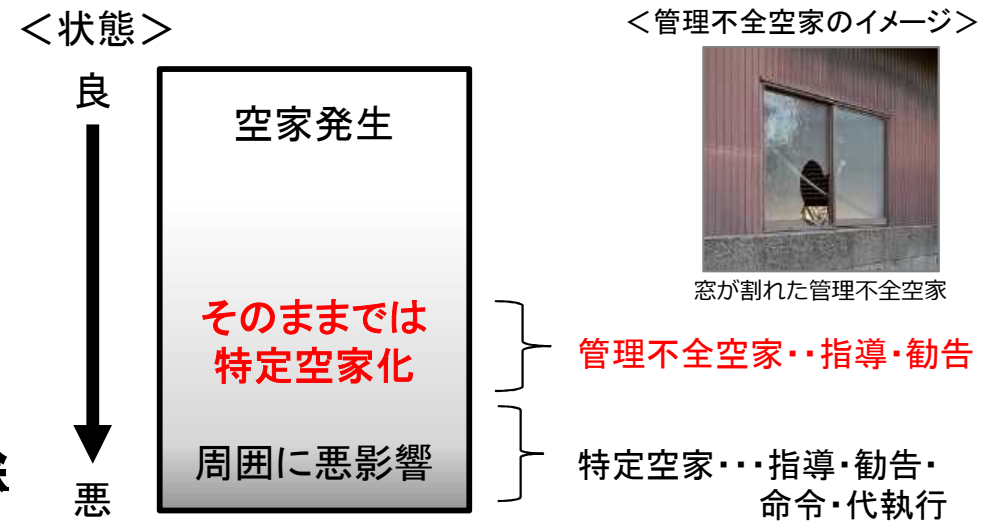 <状態>
良
空家発生
そのままでは
特定空家化
周囲に悪影響
悪
<管理不全空家のイメージ>
窓が割れた管理不全空家
管理不全空家・・指導・勧告
特定空家・・・指導・勧告・
命令・代執行